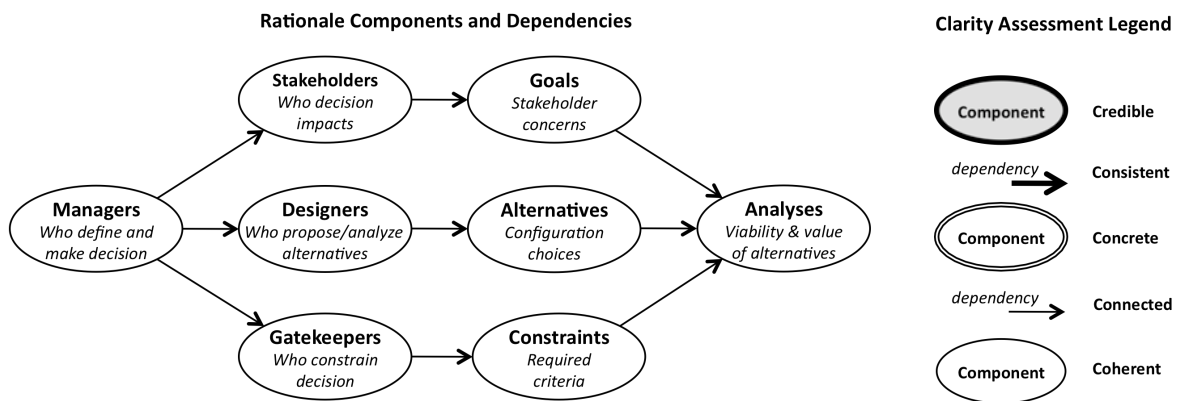 Rationale Components and Dependencies
Stakeholders
Who decision
impacts
Goals
Stakeholder
concerns
Managers
Who define and
make decision
Designers
Who propose/analyze
alternatives
Alternatives
Configuration
choices
Analyses
Viability & value
of alternatives
Gatekeepers
Who constrain
decision
Constraints
Required
criteria
Clarity Assessment Legend
Component
Credible
dependency
Consistent
Component
Concrete
dependency
Connected
Component
Coherent